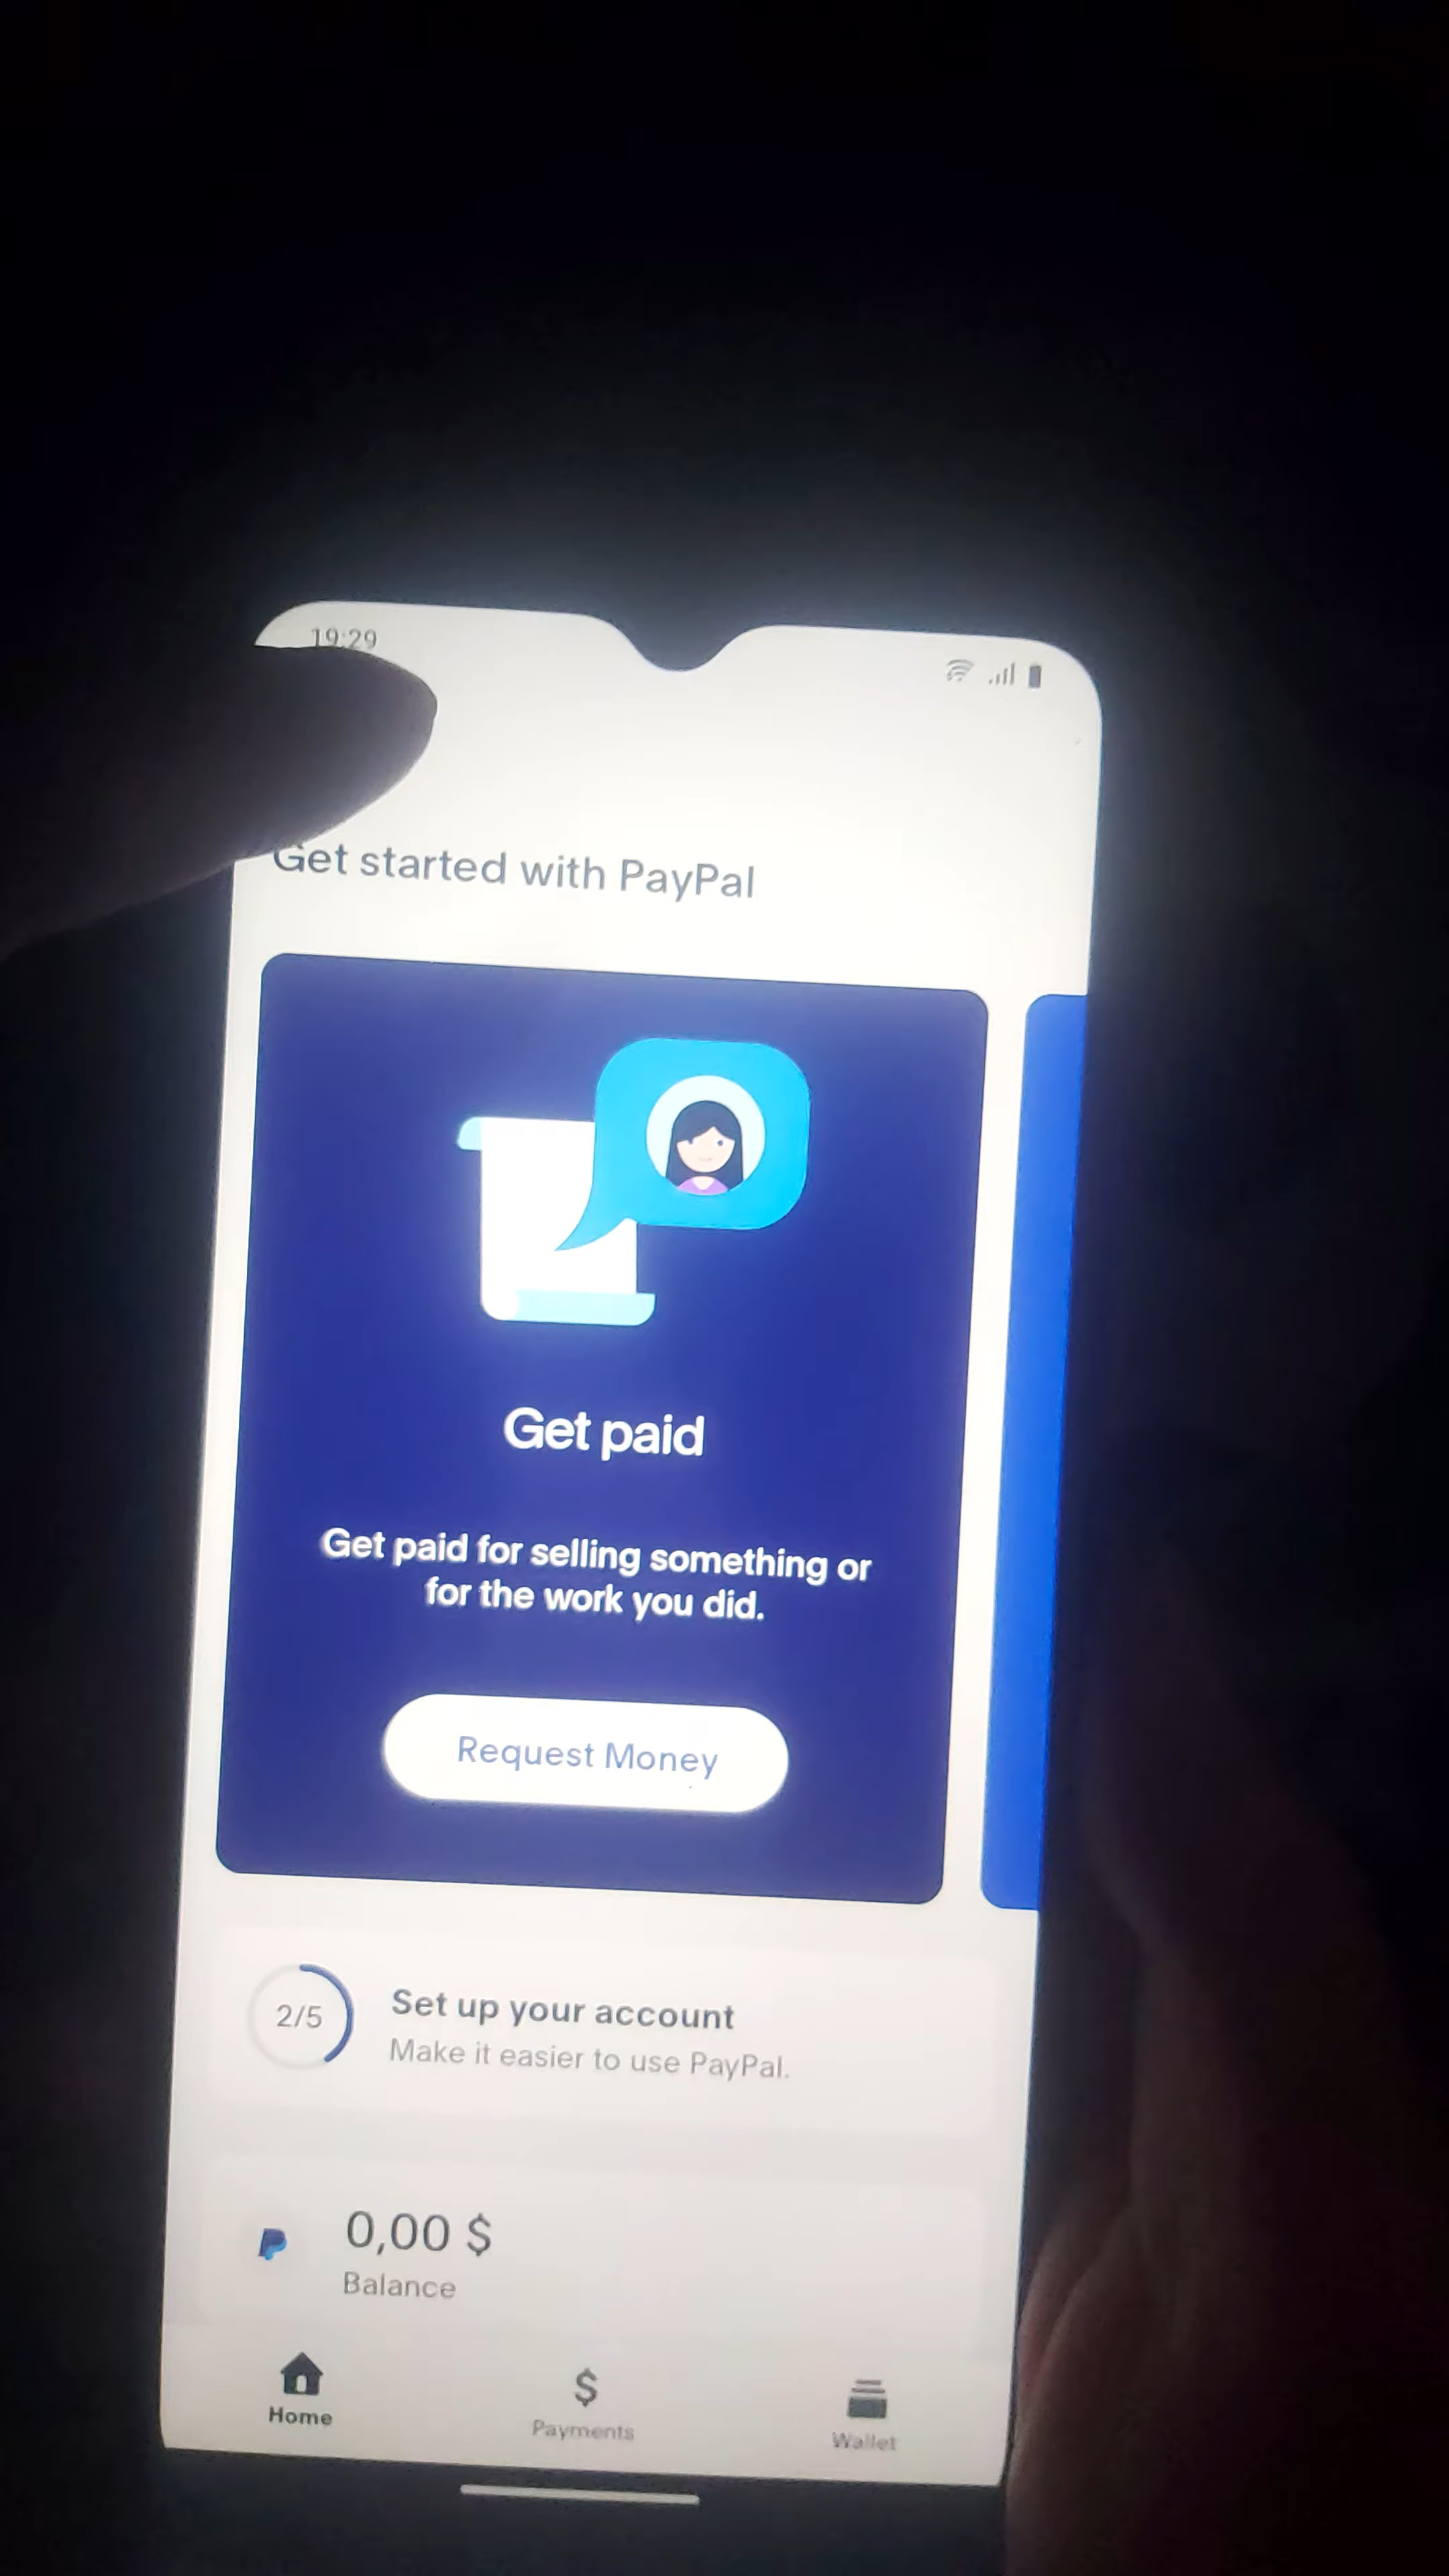 19:29
Get started with PayPal
Get paid
Get paid for selling something or
for the work you did.
Request Money
2/5
Set up your account
Make it easier to use PayPal.
0,00 $
Balance
Home
$
Payments
Wallet